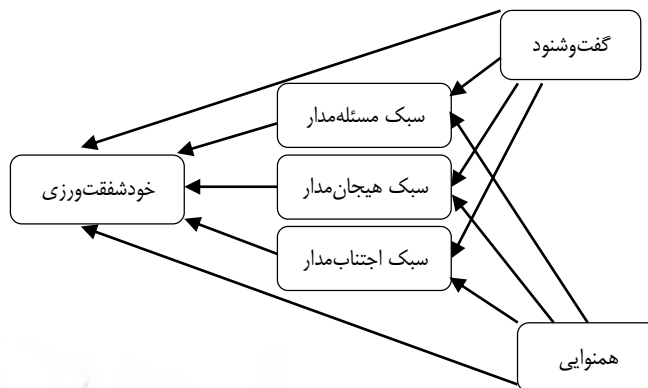 گفت‌وشنود
سبک مسئله‌مدار
سبک هیجان‌مدار
خودشفقت‌ورزی
سبک اجتناب‌مدار
همنوایی